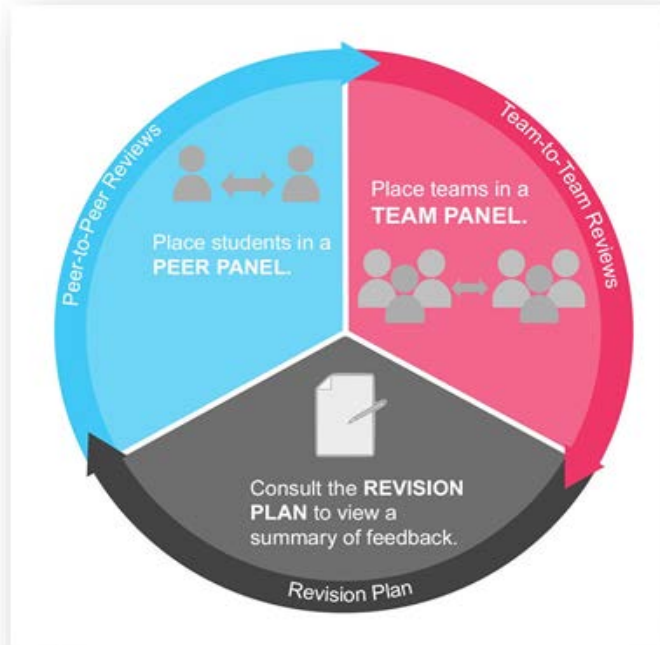 Peer-to-Peer Reviews
Place students in a
PEER PANEL.
Team-to-Team Reviews
Place teams in a
TEAM PANEL.
Consult the REVISION
PLAN to view a
summary of feedback.
Revision Plan